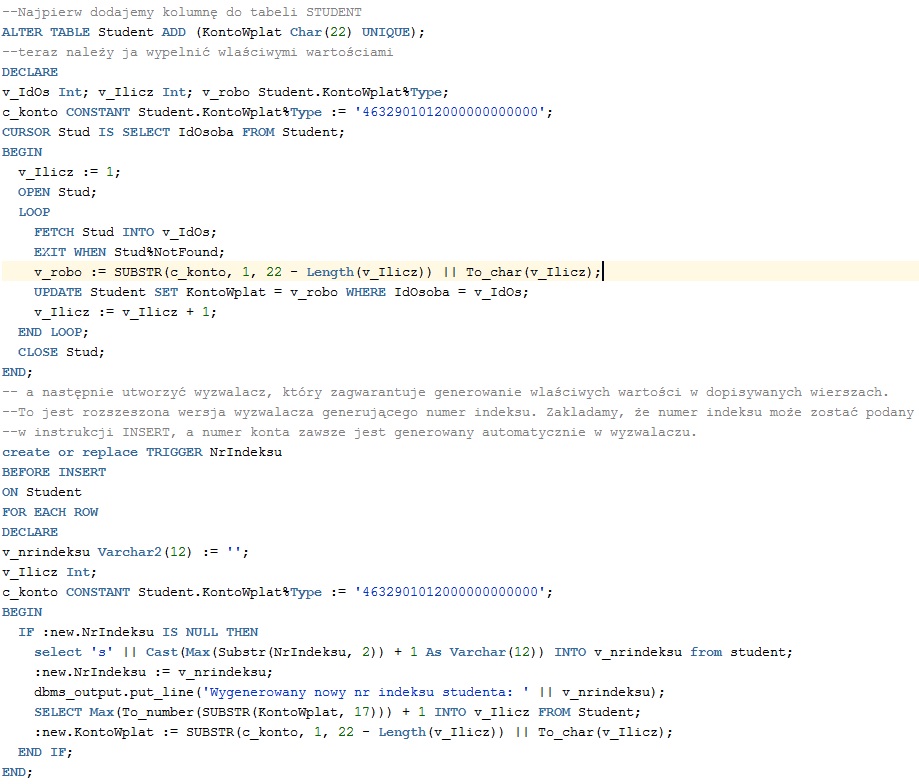 --Najpierw dodajemy kolumnę do tabeli STUDENT
ALTER TABLE Student ADD (KontoWplat Char(22) UNIQUE);
--teraz należy ja wypelnić wlaściwymi wartościami
DECLARE
v_IdOs Int; v_Ilicz Int; v_robo Student.KontoWplat%Type;
c_konto CONSTANT Student.KontoWplat%Type := '4632901012000000000000';
CURSOR Stud IS SELECT IdOsoba FROM Student;
BEGIN
v_Ilicz := 1;
OPEN Stud;
LOOP
FETCH Stud INTO v_IdOs;
EXIT WHEN Stud%NotFound;
v_robo := SUBSTR(c_konto, 1, 22 - Length(v_Ilicz)) || To_char(v_Ilicz);
UPDATE Student SET KontoWplat = v_robo WHERE IdOsoba = v_IdOs;
v_Ilicz := v_Ilicz + 1;
END LOOP;
CLOSE Stud;
END;
-- a następnie utworzyć wyzwalacz, który zagwarantuje generowanie wlaściwych wartości w dopisywanych wierszach.
--To jest rozszeszona wersja wyzwalacza generującego numer indeksu. Zakladamy, że numer indeksu może zostać podany
--w instrukcji INSERT, a numer konta zawsze jest generowany automatycznie w wyzwalaczu.
create or replace TRIGGER NrIndeksu
BEFORE INSERT
ON Student
FOR EACH ROW
DECLARE
v_nrindeksu Varchar2(12) := '';
v_Ilicz Int;
c_konto CONSTANT Student.KontoWplat%Type := '4632901012000000000000';
BEGIN
IF :new.NrIndeksu IS NULL THEN
select 's' || Cast(Max(Substr(NrIndeksu, 2)) + 1 As Varchar(12)) INTO v_nrindeksu from student;
:new.NrIndeksu := v_nrindeksu;
dbms_output.put_line('Wygenerowany nowy nr indeksu studenta: ' || v_nrindeksu);
SELECT Max(To_number(SUBSTR(KontoWplat, 17))) + 1 INTO v_Ilicz FROM Student;
:new.KontoWplat := SUBSTR(c_konto, 1, 22 - Length(v_Ilicz)) || To_char(v_Ilicz);
END IF;
END;